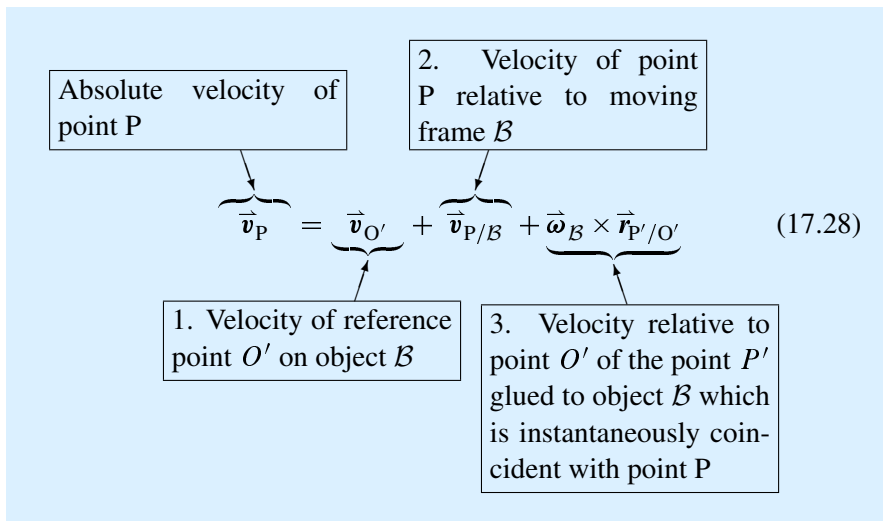 Absolute velocity of
point P
2. Velocity of point
P relative to moving
frame ℬ
v⃗_P = v⃗_O′ + v⃗_P/ℬ + ω⃗_ℬ × r⃗_P′/O′ (17.28)
1. Velocity of reference
point O′ on object ℬ
3. Velocity relative to
point O′ of the point P′
glued to object ℬ which
is instantaneously coin-
cident with point P